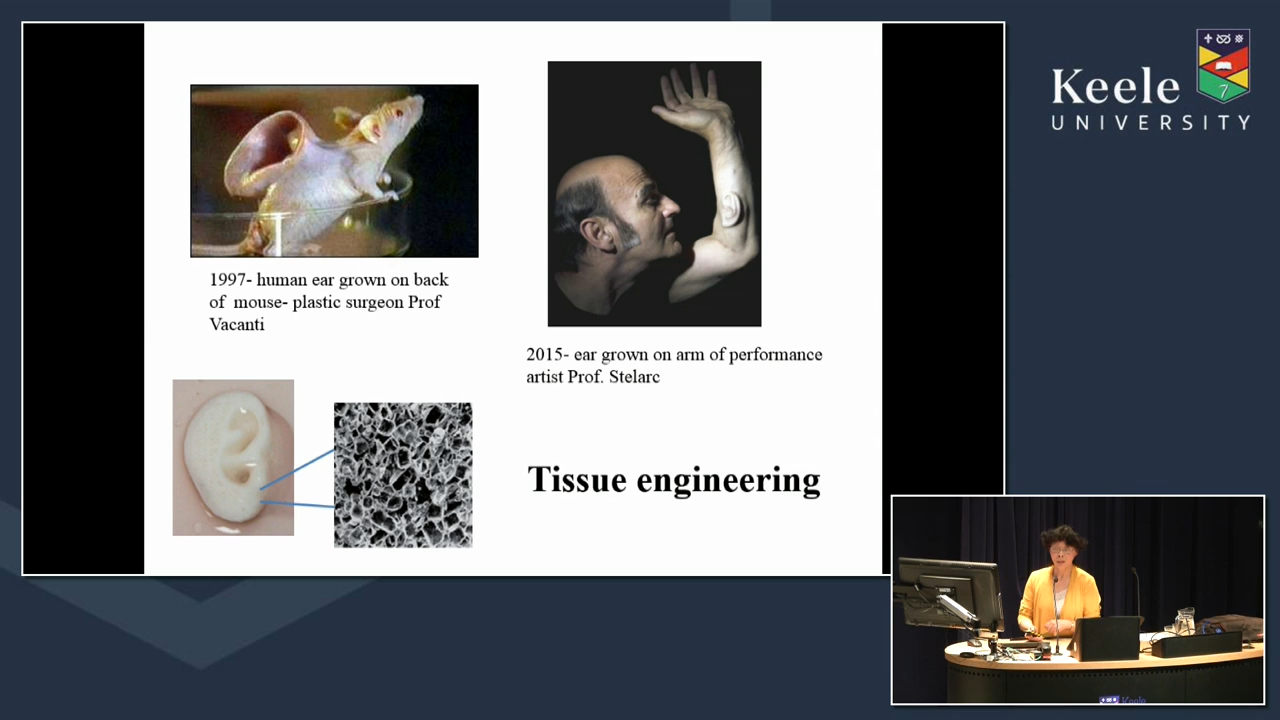 Keele
UNIVERSITY
1997- human ear grown on back
of mouse- plastic surgeon Prof
Vacanti
2015- ear grown on arm of performance
artist Prof. Stelarc
Tissue engineering
Keele